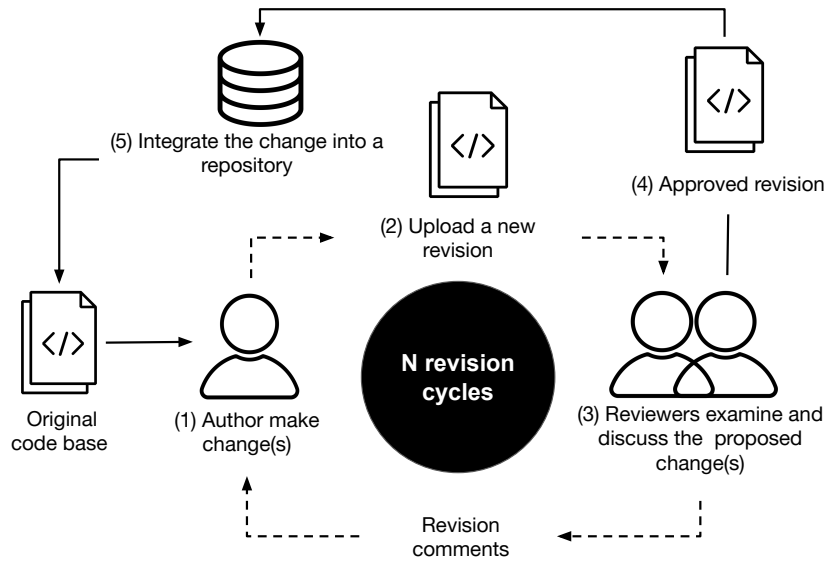 (5) Integrate the change into a
repository
(4) Approved revision
(2) Upload a new
revision
N revision
cycles
Original
code base
(1) Author make
change(s)
(3) Reviewers examine and
discuss the proposed
change(s)
Revision
comments
</>
</>
</>